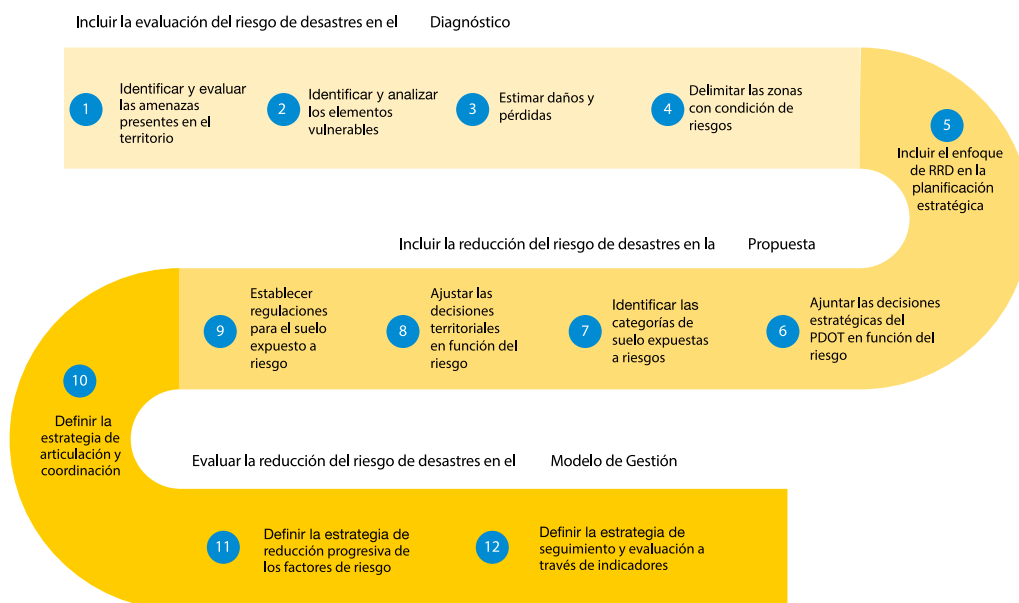 Incluir la evaluación del riesgo de desastres en el Diagnóstico
1
Identificar y evaluar
las amenazas
presentes en el
territorio
2
Identificar y analizar
los elementos
vulnerables
3
Estimar daños y
pérdidas
4
Delimitar las zonas
con condición de
riesgos
5
Incluir el enfoque
de RRD en la
planificación
estratégica
Incluir la reducción del riesgo de desastres en la Propuesta
6
Ajuntar las decisiones
estratégicas del
PDOT en función del
riesgo
7
Identificar las
categorías de
suelo expuestas
a riesgos
8
Ajustar las
decisiones
territoriales
en función del
riesgo
9
Establecer
regulaciones
para el suelo
expuesto a
riesgo
10
Definir la
estrategia de
articulación y
coordinación
Evaluar la reducción del riesgo de desastres en el Modelo de Gestión
11
Definir la estrategia de
reducción progresiva de
los factores de riesgo
12
Definir la estrategia de
seguimiento y evaluación a
través de indicadores